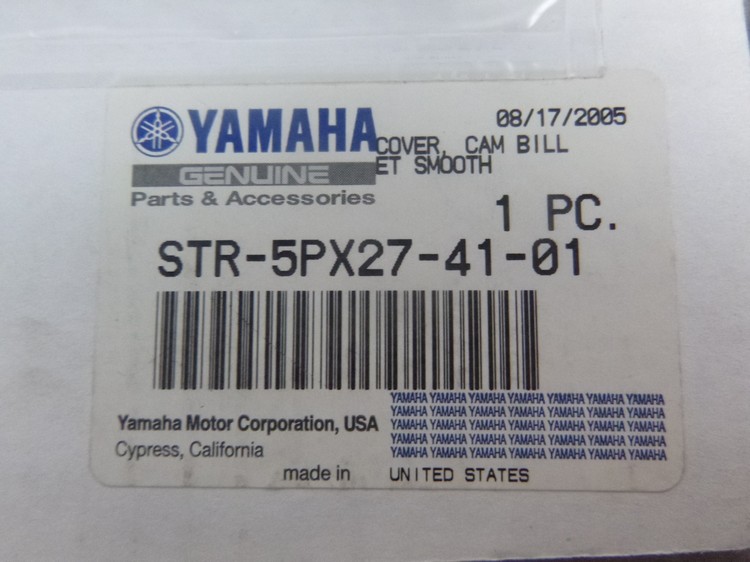 YAMAHA
08/17/2005
COVER, CAM BILL
ET SMOOTH
GENUINE
Parts & Accessories
1 PC.
STR-5PX27-41-01
Yamaha Motor Corporation, USA
Cypress, California
YAMAHA YAMAHA YAMAHA YAMAHA YAMAHA YAMAHA YAMAHA
YAMAHA YAMAHA YAMAHA YAMAHA YAMAHA YAMAHA YAMAHA
YAMAHA YAMAHA YAMAHA YAMAHA YAMAHA YAMAHA YAMAHA
YAMAHA YAMAHA YAMAHA YAMAHA YAMAHA YAMAHA YAMAHA
YAMAHA YAMAHA YAMAHA YAMAHA YAMAHA YAMAHA YAMAHA
made in UNITED STATES